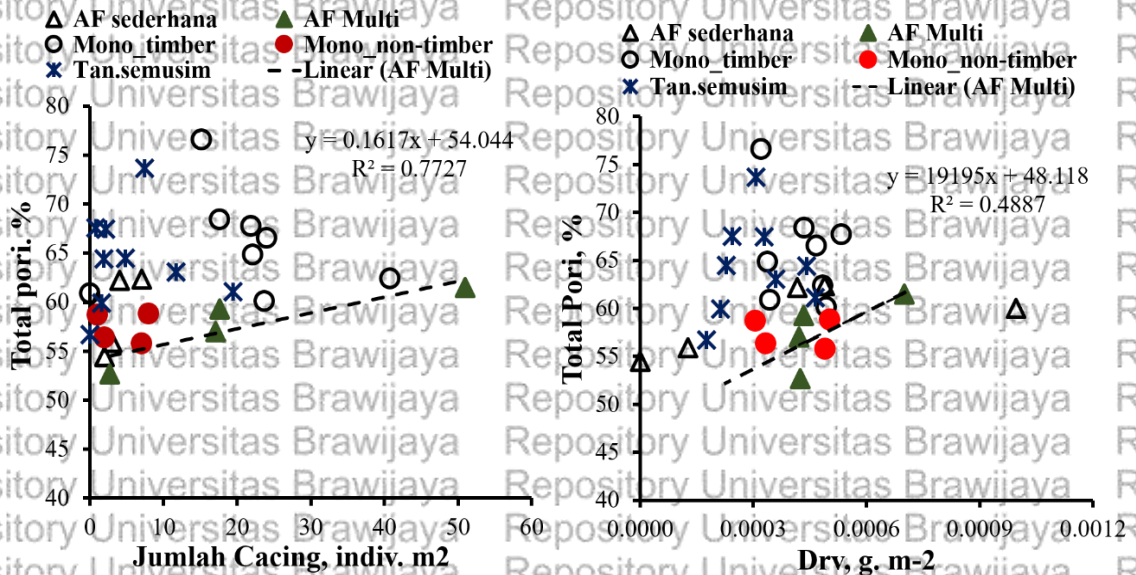 AF sederhana AF Multi
Mono_timber Mono_non-timber
Tan.semusim Linear (AF Multi)
80
75
70
65
60
55
50
45
40
y = 0.1617x + 54.044
R² = 0.7727
Total pori. %
0 10 20 30 40 50 60
Jumlah Cacing, indiv. m2
AF sederhana AF Multi
Mono_timber Mono_non-timber
Tan.semusim Linear (AF Multi)
80
75
70
65
60
55
50
45
40
y = 19195x + 48.118
R² = 0.4887
Total Pori, %
0.0000 0.0003 0.0006 0.0009 0.0012
Drv, g. m-2
Repository Universitas Brawijaya